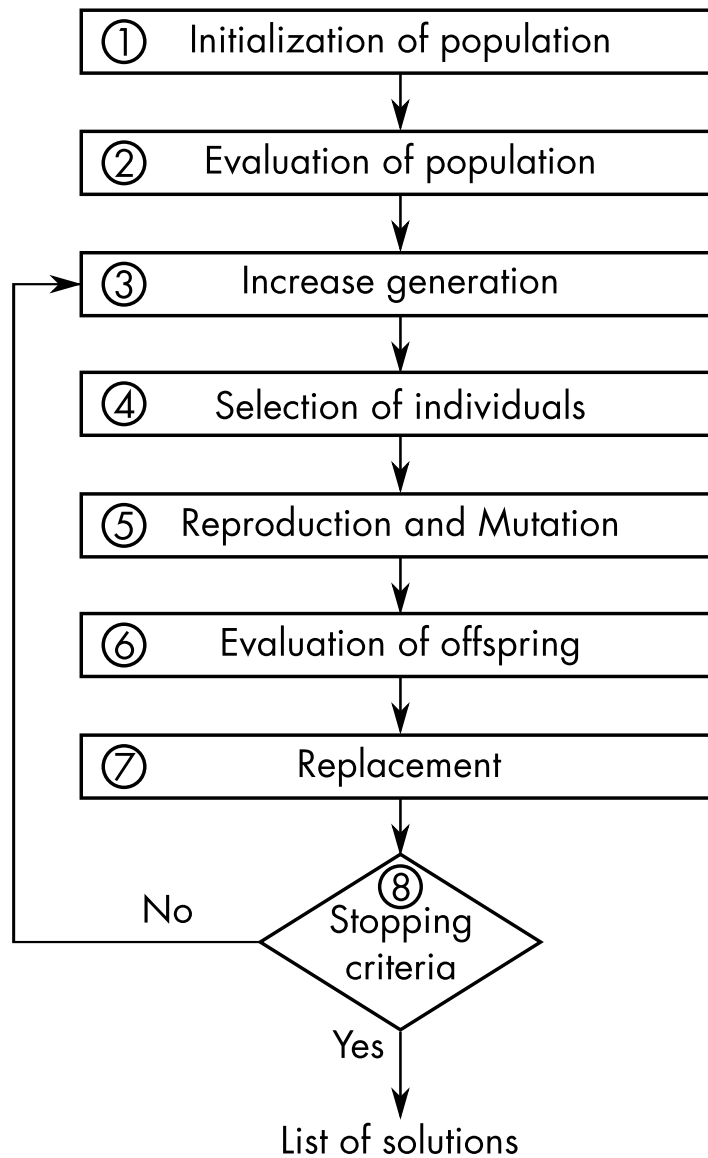 ① Initialization of population
② Evaluation of population
③ Increase generation
④ Selection of individuals
⑤ Reproduction and Mutation
⑥ Evaluation of offspring
⑦ Replacement
⑧
Stopping
criteria
No
Yes
List of solutions